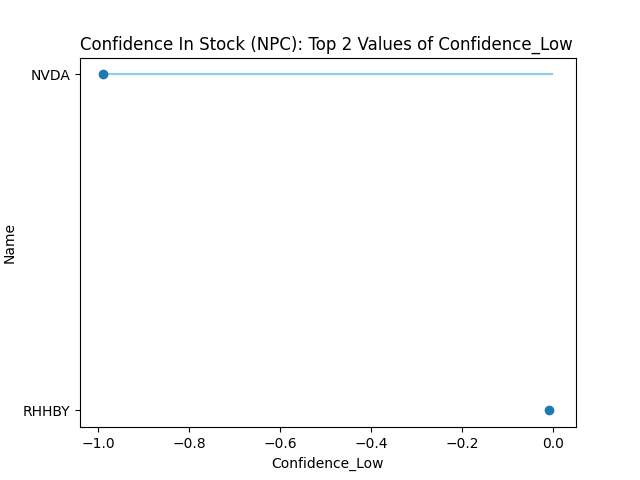 Confidence In Stock (NPC): Top 2 Values of Confidence_Low
NVDA
Name
RHHBY
−1.0 −0.8 −0.6 −0.4 −0.2 0.0
Confidence_Low